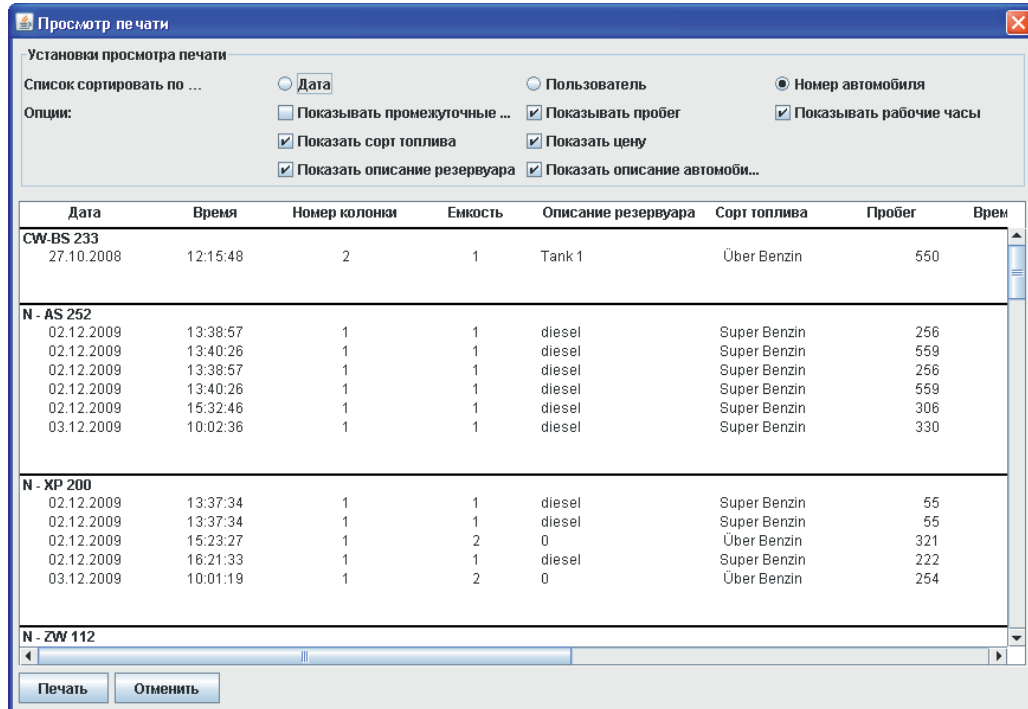 Просмотр печати
Установки просмотра печати
Список сортировать по ... Дата Пользователь Номер автомобиля
Опции: Показывать промежуточные ... Показывать пробег Показывать рабочие часы
Показать сорт топлива Показать цену
Показать описание резервуара Показать описание автомоби...
Дата Время Номер колонки Емкость Описание резервуара Сорт топлива Пробег Врем
CW-BS 233
27.10.2008 12:15:48 2 1 Tank 1 Über Benzin 550
N - AS 252
02.12.2009 13:38:57 1 1 diesel Super Benzin 256
02.12.2009 13:40:26 1 1 diesel Super Benzin 559
02.12.2009 13:38:57 1 1 diesel Super Benzin 256
02.12.2009 13:40:26 1 1 diesel Super Benzin 559
02.12.2009 15:32:46 1 1 diesel Super Benzin 306
03.12.2009 10:02:36 1 1 diesel Super Benzin 330
N - XP 200
02.12.2009 13:37:34 1 1 diesel Super Benzin 55
02.12.2009 13:37:34 1 1 diesel Super Benzin 55
02.12.2009 15:23:27 1 2 0 Über Benzin 321
02.12.2009 16:21:33 1 1 diesel Super Benzin 222
03.12.2009 10:01:19 1 2 0 Über Benzin 254
N - ZW 112
Печать Отменить